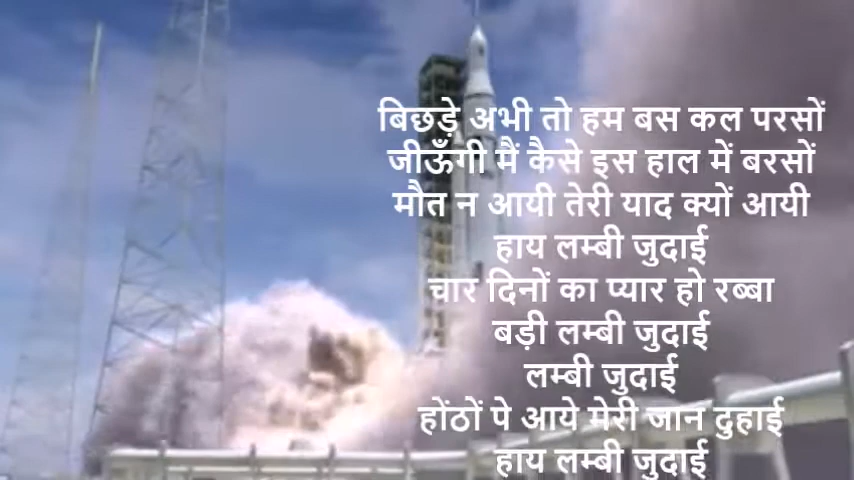 बिछड़े अभी तो हम बस कल परसों
जीऊँगी मैं कैसे इस हाल में बरसों
मौत न आयी तेरी याद क्यों आयी
हाय लम्बी जुदाई
चार दिनों का प्यार हो रब्बा
बड़ी लम्बी जुदाई
लम्बी जुदाई
होंठों पे आये मेरी जान दुहाई
हाय लम्बी जुदाई